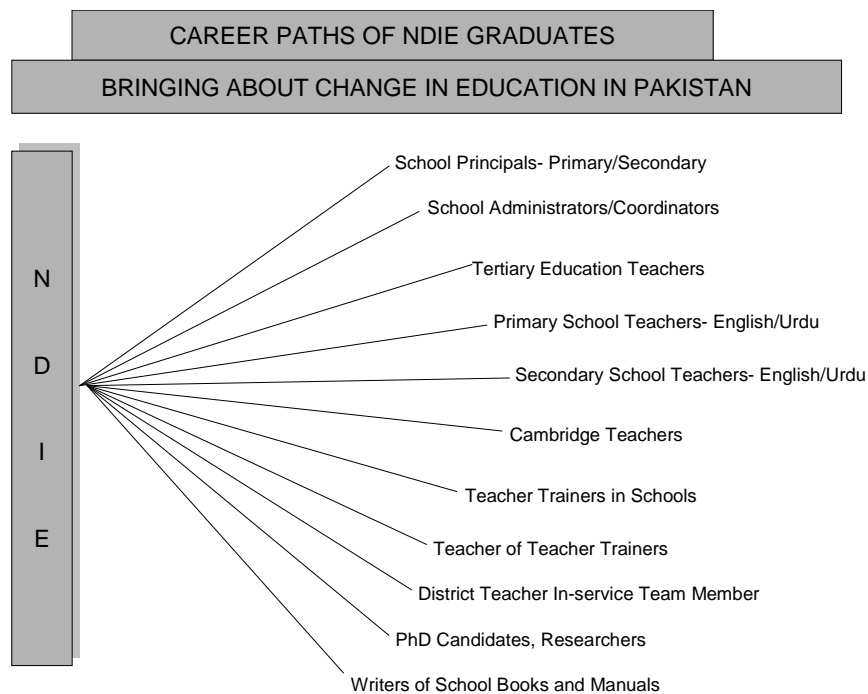 CAREER PATHS OF NDIE GRADUATES
BRINGING ABOUT CHANGE IN EDUCATION IN PAKISTAN
N
D
I
E
School Principals- Primary/Secondary
School Administrators/Coordinators
Tertiary Education Teachers
Primary School Teachers- English/Urdu
Secondary School Teachers- English/Urdu
Cambridge Teachers
Teacher Trainers in Schools
Teacher of Teacher Trainers
District Teacher In-service Team Member
PhD Candidates, Researchers
Writers of School Books and Manuals